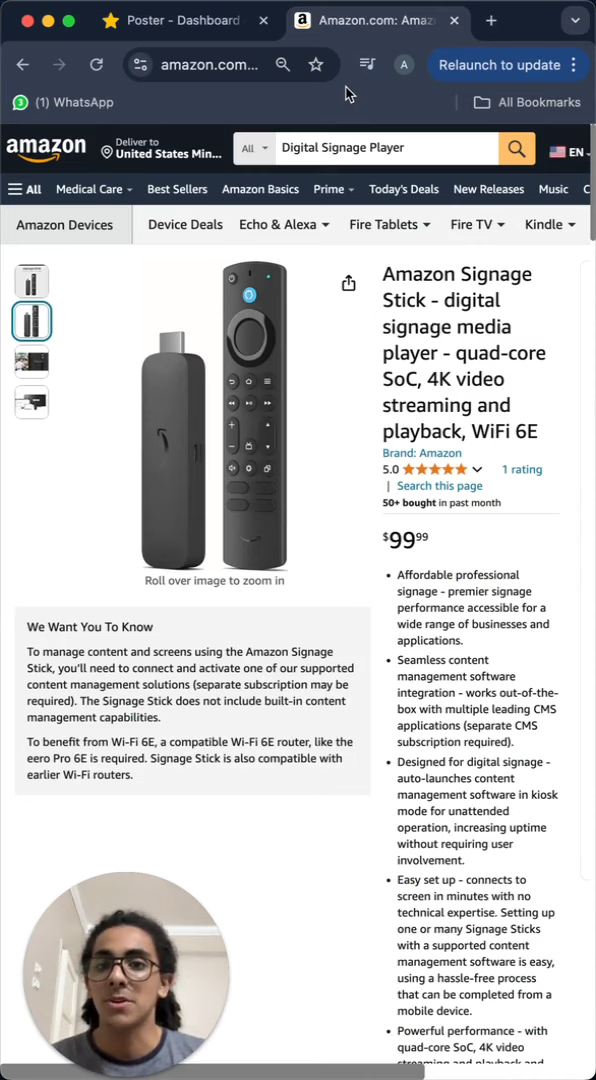 Poster - Dashboard
Amazon.com: Amaz
amazon.com...
A
Relaunch to update
3
(1) WhatsApp
All Bookmarks
amazon
Deliver to
United States Min...
All
Digital Signage Player
EN
All
Medical Care
Best Sellers
Amazon Basics
Prime
Today's Deals
New Releases
Music
Amazon Devices
Device Deals
Echo & Alexa
Fire Tablets
Fire TV
Kindle
Amazon Signage
Stick - digital
signage media
player - quad-core
SoC, 4K video
streaming and
playback, WiFi 6E
Brand: Amazon
5.0
1 rating
| Search this page
50+ bought in past month
$99 99
Roll over image to zoom in
We Want You To Know
To manage content and screens using the Amazon Signage
Stick, you'll need to connect and activate one of our supported
content management solutions (separate subscription may be
required). The Signage Stick does not include built-in content
management capabilities.
To benefit from Wi-Fi 6E, a compatible Wi-Fi 6E router, like the
eero Pro 6E is required. Signage Stick is also compatible with
earlier Wi-Fi routers.
• Affordable professional
signage - premier signage
performance accessible for a
wide range of businesses and
applications.
• Seamless content
management software
integration - works out-of-the-
box with multiple leading CMS
applications (separate CMS
subscription required).
• Designed for digital signage -
auto-launches content
management software in kiosk
mode for unattended
operation, increasing uptime
without requiring user
involvement.
• Easy set up - connects to
screen in minutes with no
technical expertise. Setting up
one or many Signage Sticks
with a supported content
management software is easy,
using a hassle-free process
that can be completed from a
mobile device.
• Powerful performance - with
quad-core SoC, 4K video
streaming and playback and